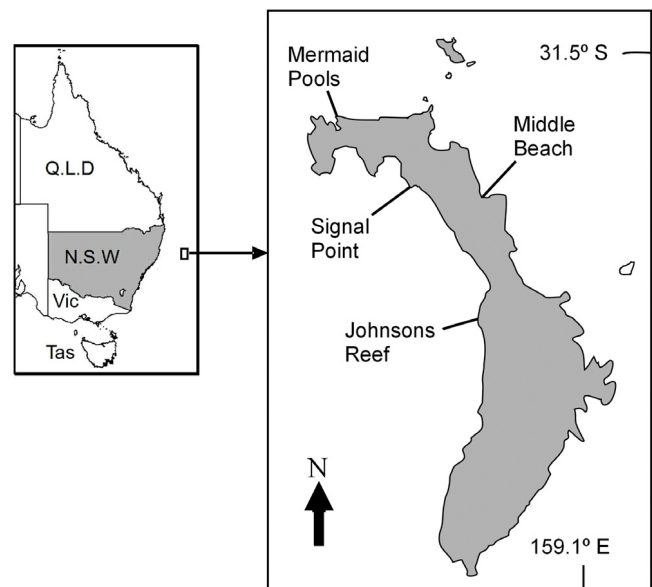 Q.L.D
N.S.W
Vic
Tas
Mermaid
Pools
31.5º S
Middle
Beach
Signal
Point
Johnsons
Reef
N
159.1º E